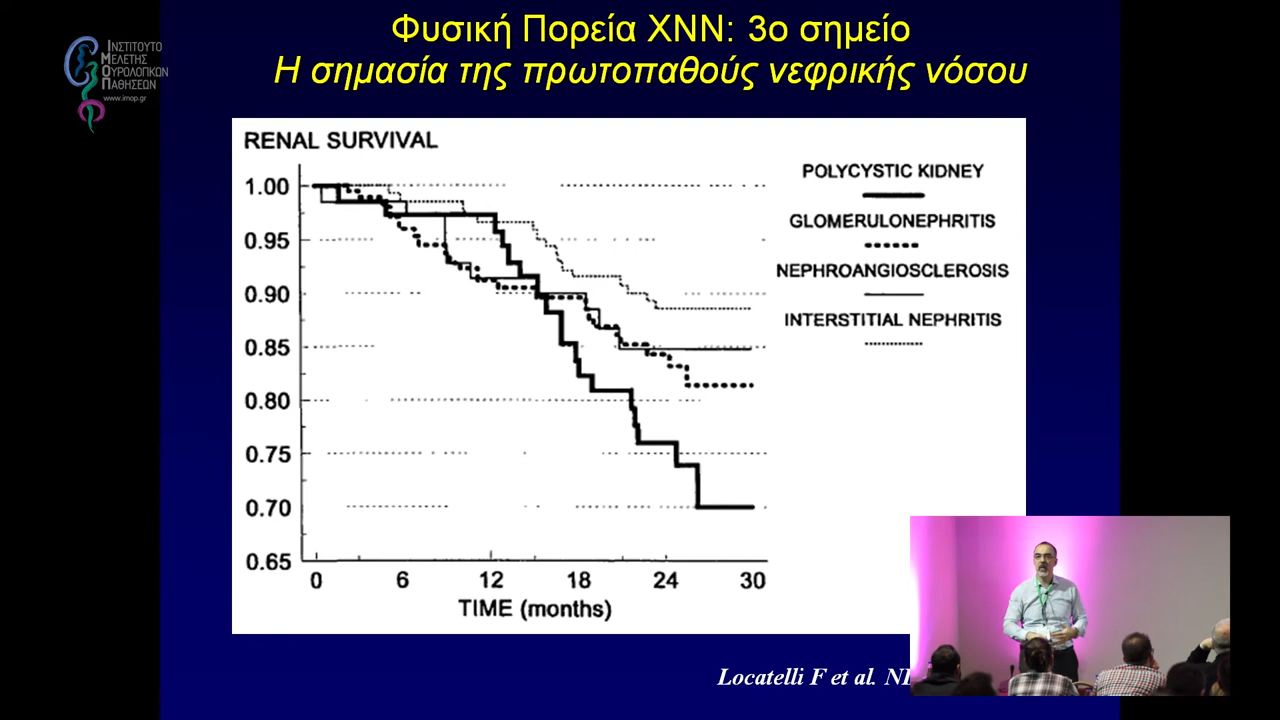 Φυσική Πορεία ΧΝΝ: 3ο σημείο
Η σημασία της πρωτοπαθούς νεφρικής νόσου
ΙΝΣΤΙΤΟΥΤΟ
ΜΕΛΕΤΗΣ
ΟΥΡΟΛΟΓΙΚΩΝ
ΠΑΘΗΣΕΩΝ
www.imop.gr
RENAL SURVIVAL
1.00
0.95
0.90
0.85
0.80
0.75
0.70
0.65
0 6 12 18 24 30
TIME (months)
POLYCYSTIC KIDNEY
GLOMERULONEPHRITIS
NEPHROANGIOSCLEROSIS
INTERSTITIAL NEPHRITIS
Locatelli F et al.